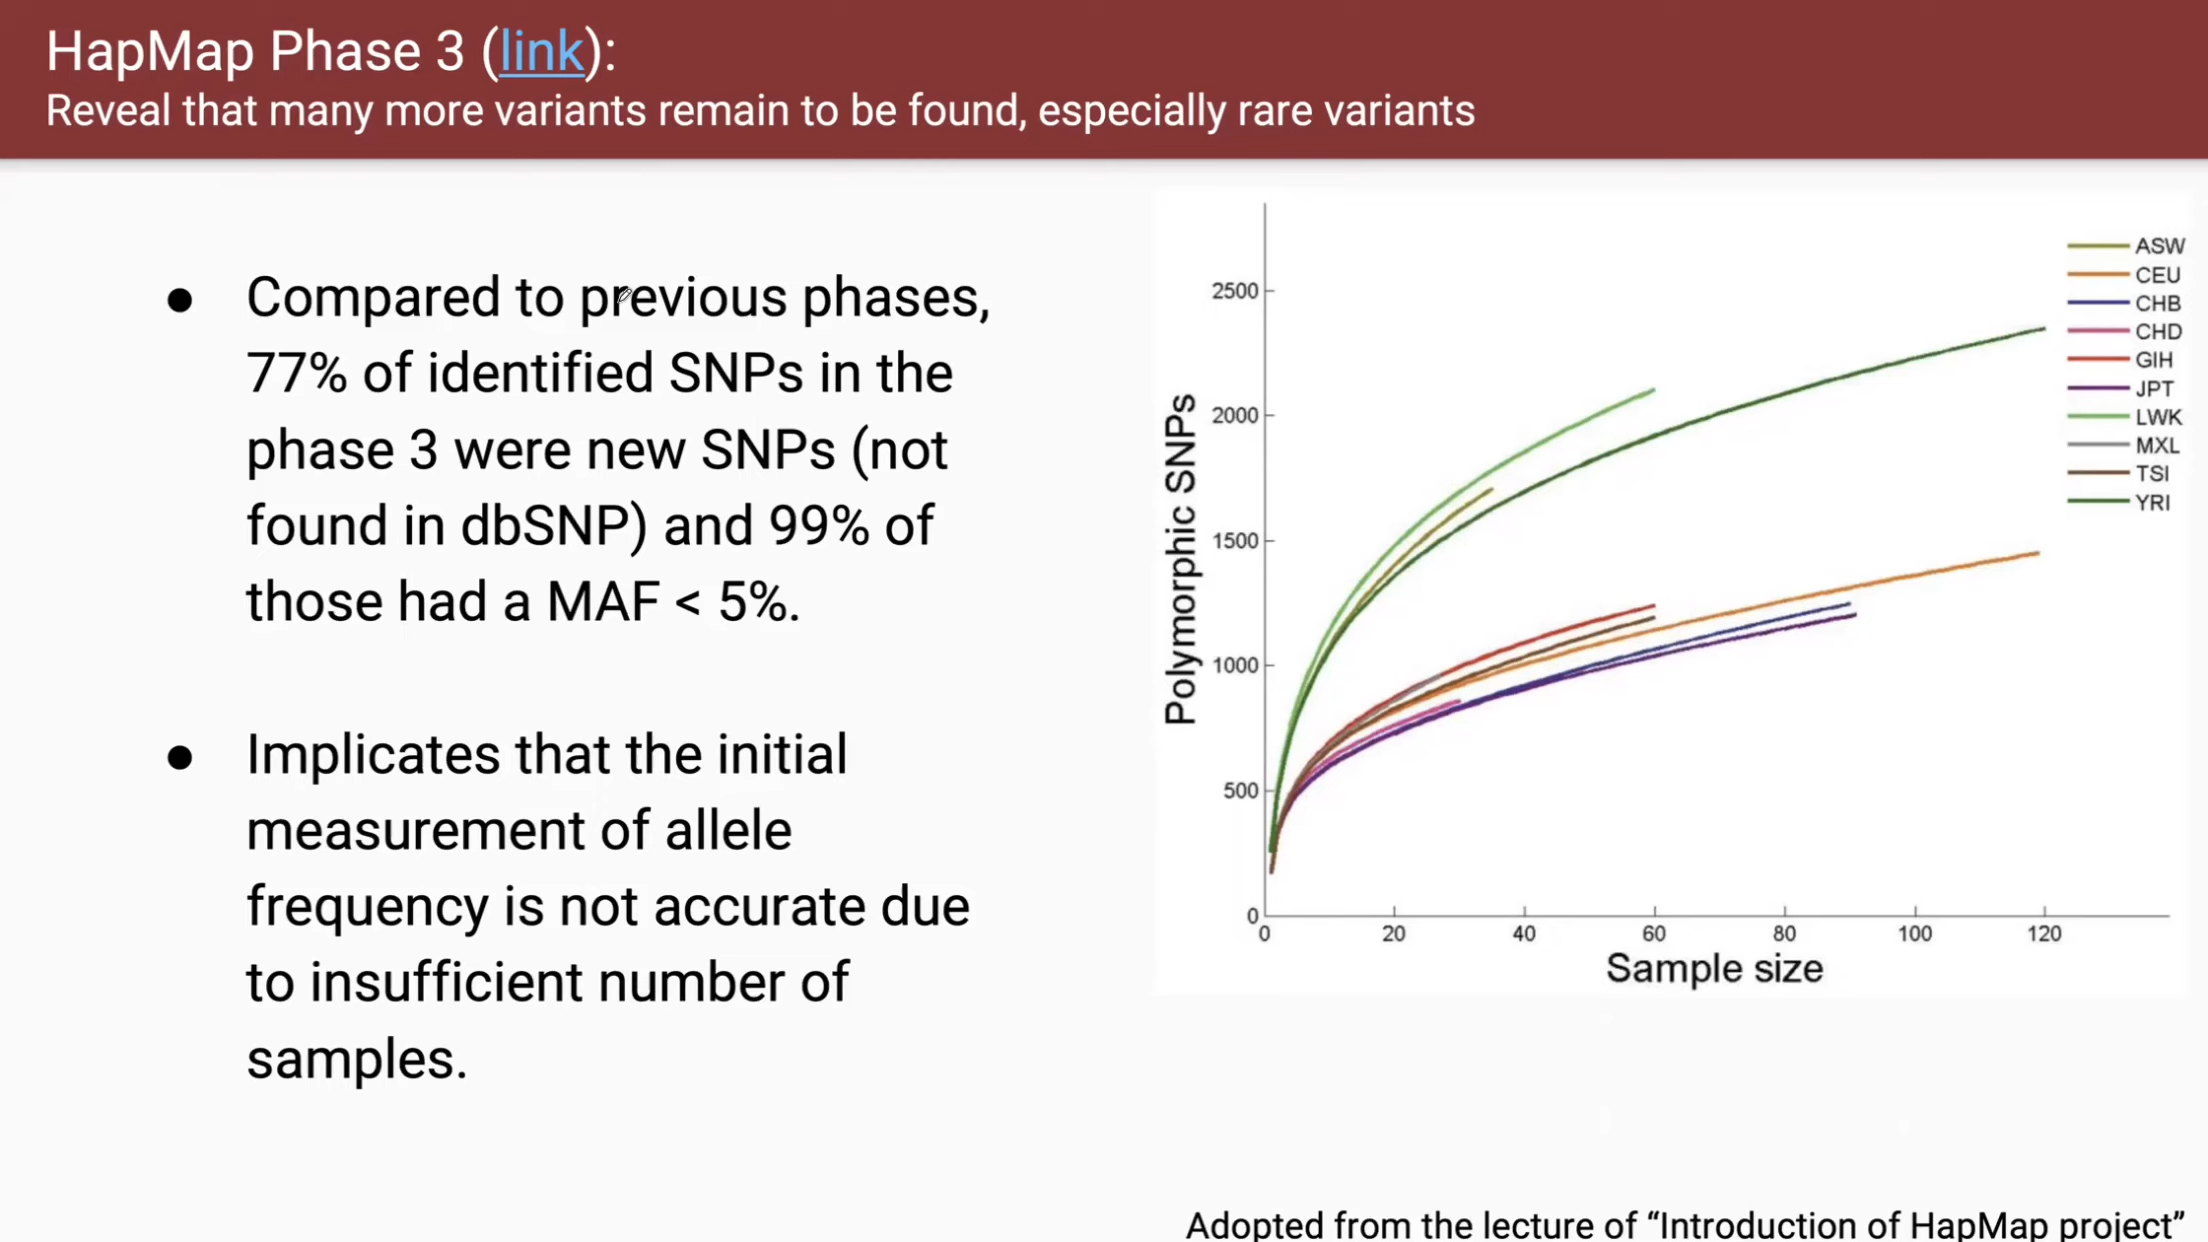 HapMap Phase 3 (link):
Reveal that many more variants remain to be found, especially rare variants
● Compared to previous phases,
77% of identified SNPs in the
phase 3 were new SNPs (not
found in dbSNP) and 99% of
those had a MAF < 5%.
● Implicates that the initial
measurement of allele
frequency is not accurate due
to insufficient number of
samples.
Polymorphic SNPs
2500
2000
1500
1000
500
0
0 20 40 60 80 100 120
Sample size
ASW
CEU
CHB
CHD
GIH
JPT
LWK
MXL
TSI
YRI
Adopted from the lecture of “Introduction of HapMap project”